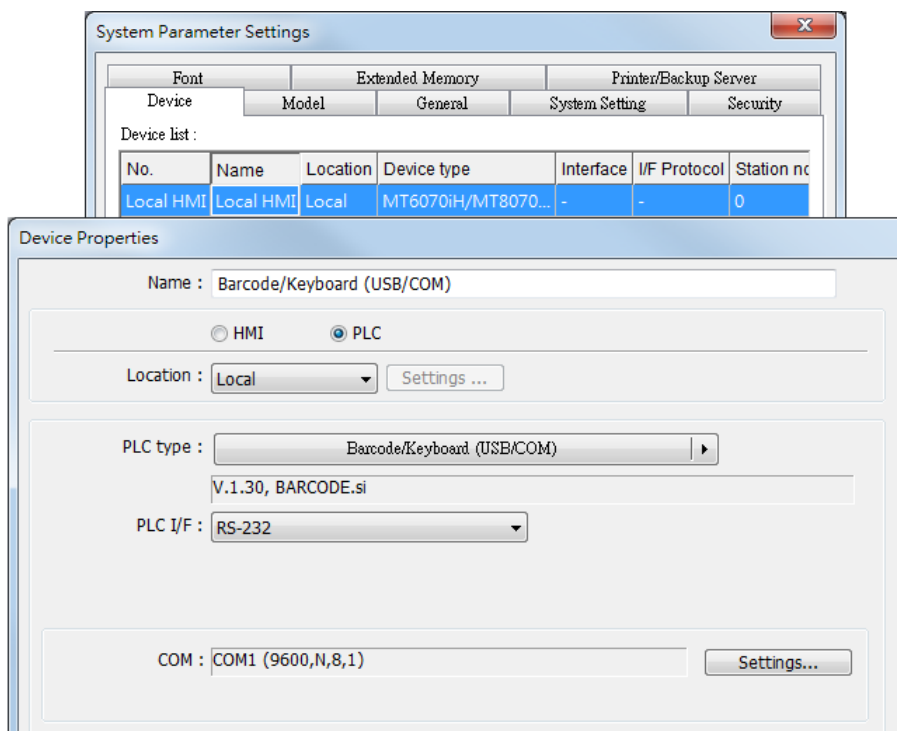 System Parameter Settings
Font Extended Memory Printer/Backup Server
Device Model General System Setting Security
Device list :
No. Name Location Device type Interface I/F Protocol Station no
Local HMI Local HMI Local MT6070iH/MT8070... - - 0
Device Properties
Name : Barcode/Keyboard (USB/COM)
HMI PLC
Location : Local Settings ...
PLC type : Barcode/Keyboard (USB/COM)
V.1.30, BARCODE.si
PLC I/F : RS-232
COM : COM1 (9600,N,8,1) Settings...